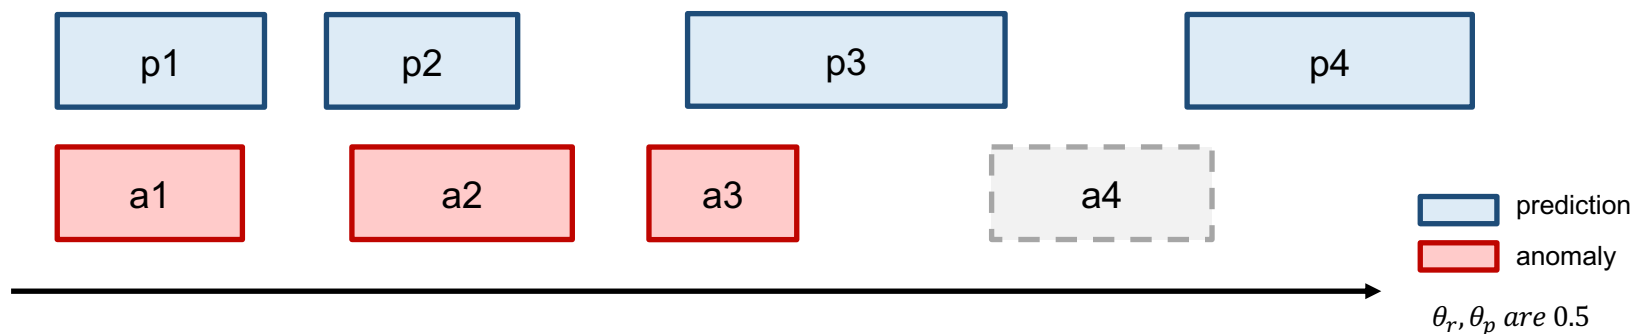 p1 p2 p3 p4
a1 a2 a3 a4
prediction
anomaly
θr, θp are 0.5